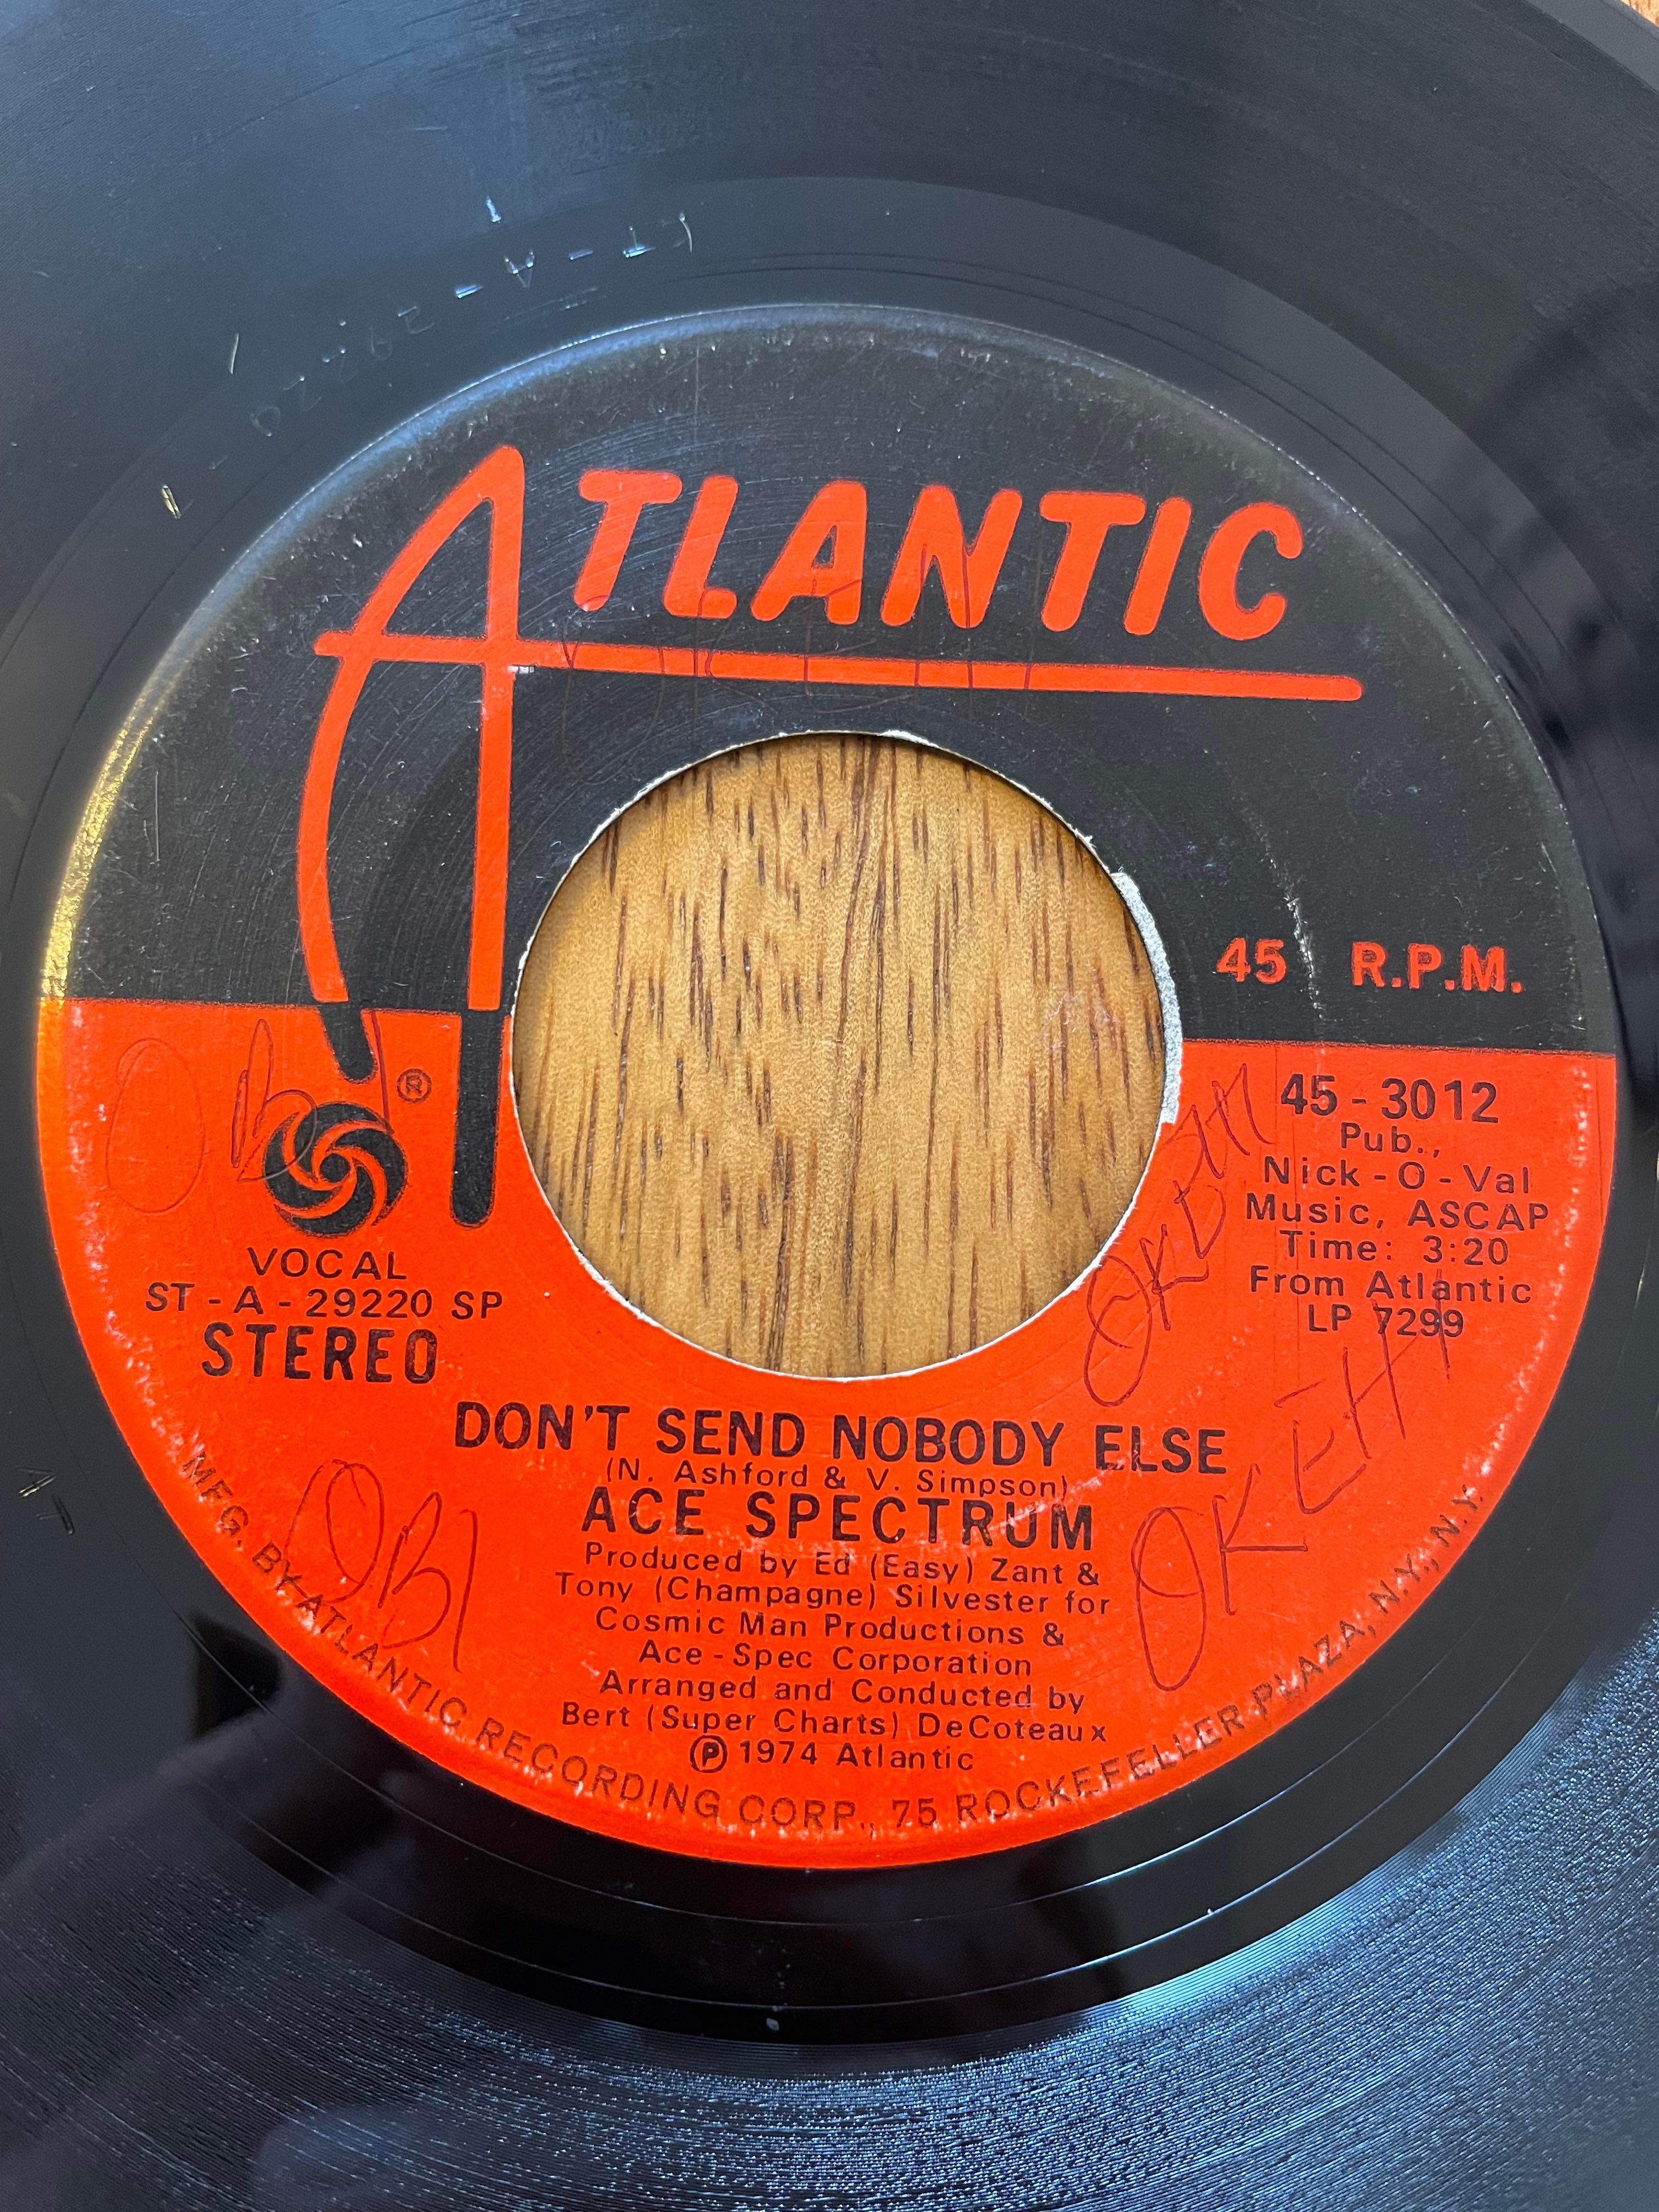 ST-A-29220
AT
ATLANTIC
OKEH
45 R.P.M.
OBI
®
VOCAL
ST-A-29220 SP
STEREO
45-3012
Pub.,
Nick-O-Val
Music, ASCAP
Time: 3:20
From Atlantic
LP 7299
OKEH
OKEH
DON'T SEND NOBODY ELSE
(N. Ashford & V. Simpson)
ACE SPECTRUM
OBI
Produced by Ed (Easy) Zant &
Tony (Champagne) Silvester for
Cosmic Man Productions &
Ace-Spec Corporation
Arranged and Conducted by
Bert (Super Charts) DeCoteaux
Ⓟ 1974 Atlantic
MFG. BY ATLANTIC RECORDING CORP., 75 ROCKEFELLER PLAZA, N.Y., N.Y.